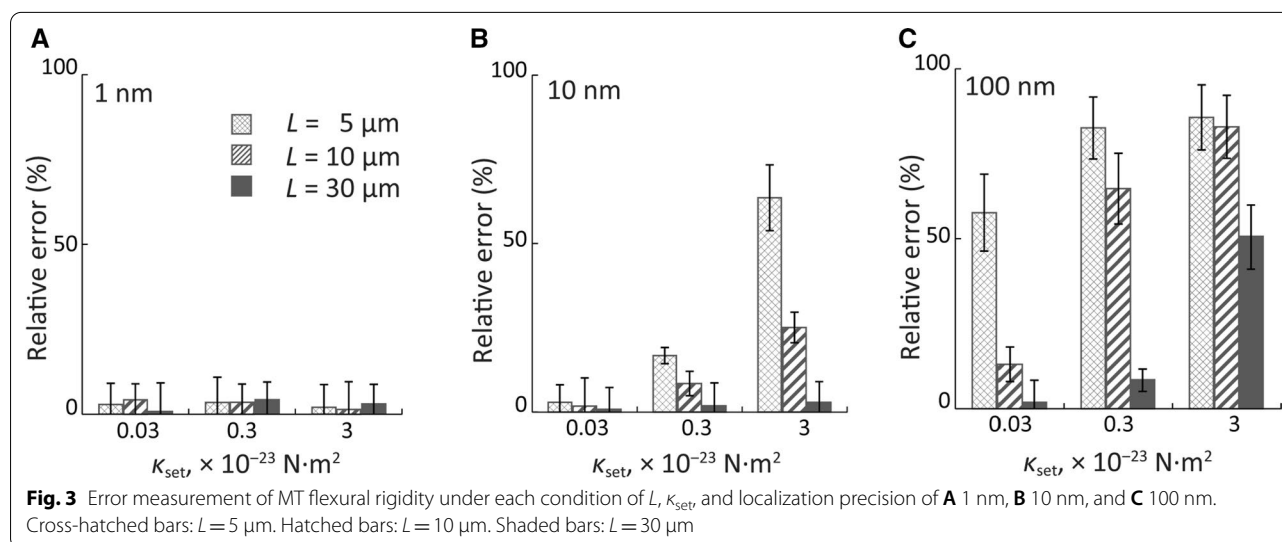 A
100
1 nm
L = 5 μm
L = 10 μm
L = 30 μm
50
0
Relative error (%)
0.03 0.3 3
κset, × 10⁻²³ N·m²
B
100
10 nm
50
0
Relative error (%)
0.03 0.3 3
κset, × 10⁻²³ N·m²
C
100
100 nm
50
0
Relative error (%)
0.03 0.3 3
κset, × 10⁻²³ N·m²
Fig. 3 Error measurement of MT flexural rigidity under each condition of L, κset, and localization precision of A 1 nm, B 10 nm, and C 100 nm.
Cross-hatched bars: L = 5 μm. Hatched bars: L = 10 μm. Shaded bars: L = 30 μm